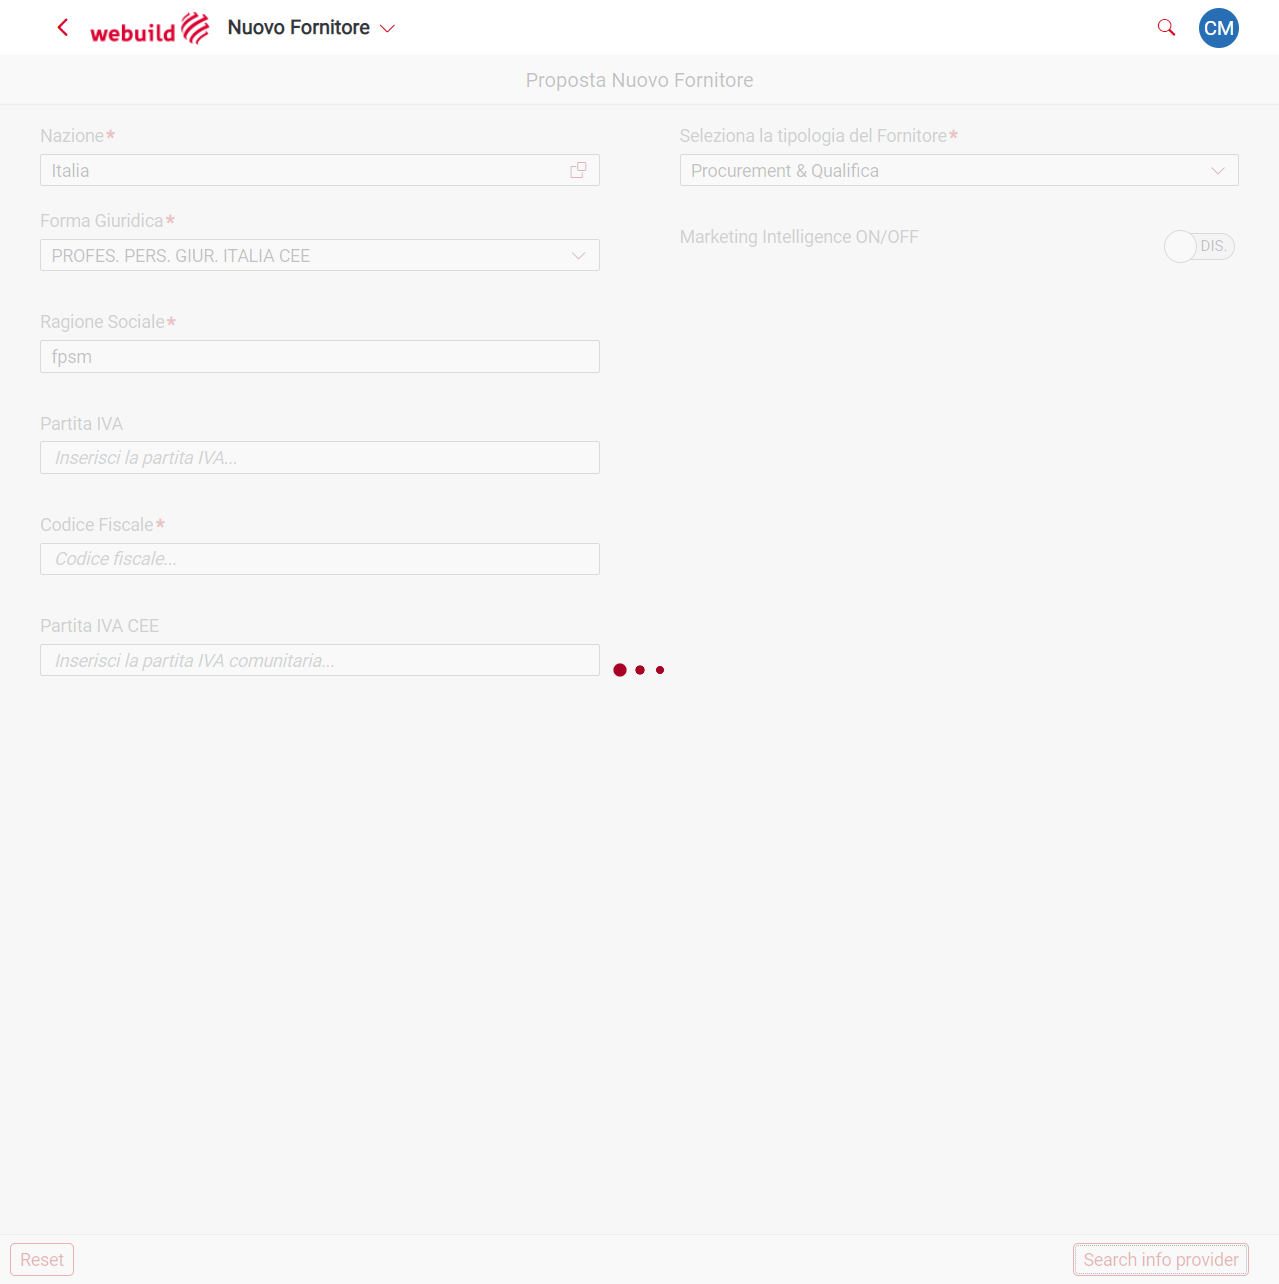 webuild Nuovo Fornitore
CM
Proposta Nuovo Fornitore
Nazione*
Italia
Forma Giuridica*
PROFES. PERS. GIUR. ITALIA CEE
Ragione Sociale*
fpsm
Partita IVA
Inserisci la partita IVA...
Codice Fiscale*
Codice fiscale...
Partita IVA CEE
Inserisci la partita IVA comunitaria...
Seleziona la tipologia del Fornitore*
Procurement & Qualifica
Marketing Intelligence ON/OFF
DIS.
Reset
Search info provider